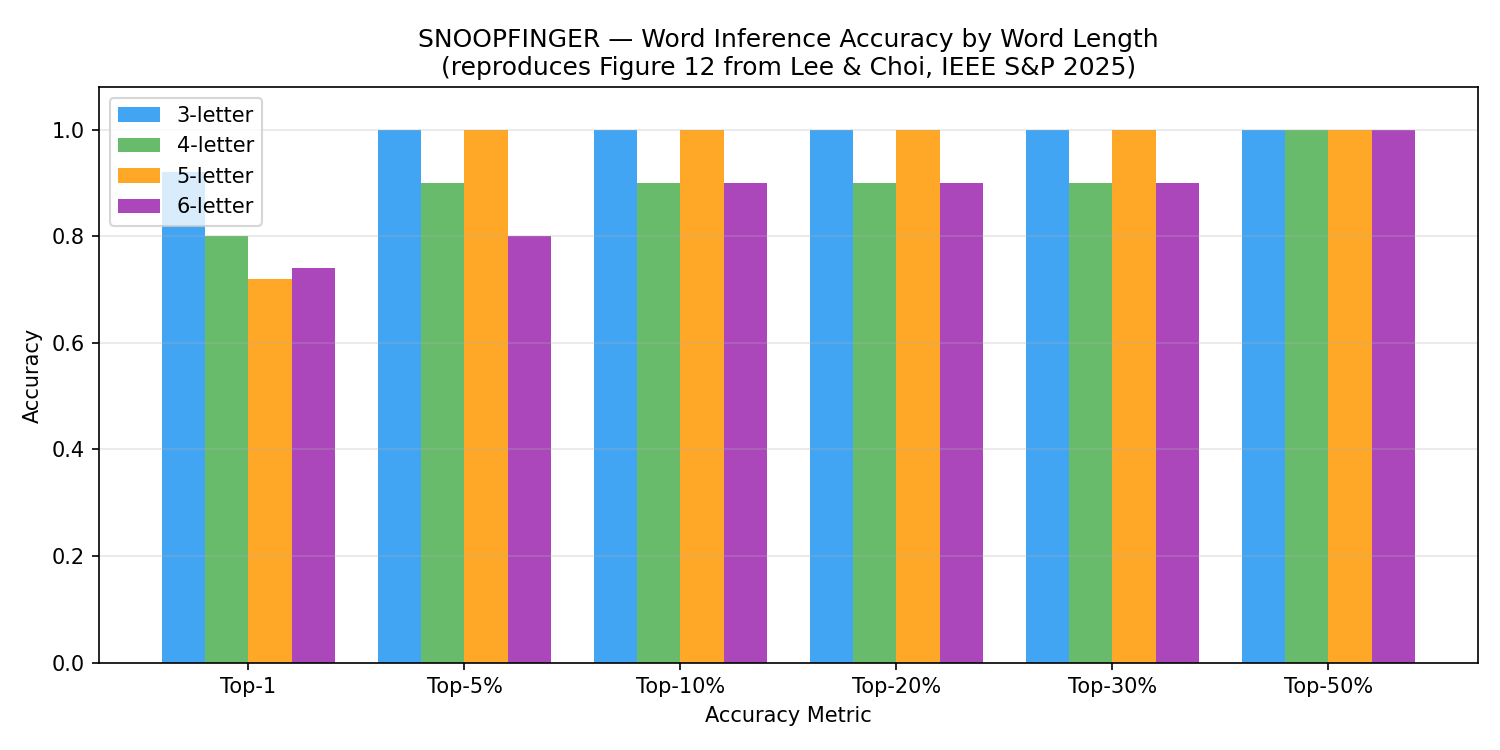 SNOOPFINGER — Word Inference Accuracy by Word Length
(reproduces Figure 12 from Lee & Choi, IEEE S&P 2025)
3-letter
4-letter
5-letter
6-letter
Accuracy
1.0
0.8
0.6
0.4
0.2
0.0
Top-1 Top-5% Top-10% Top-20% Top-30% Top-50%
Accuracy Metric